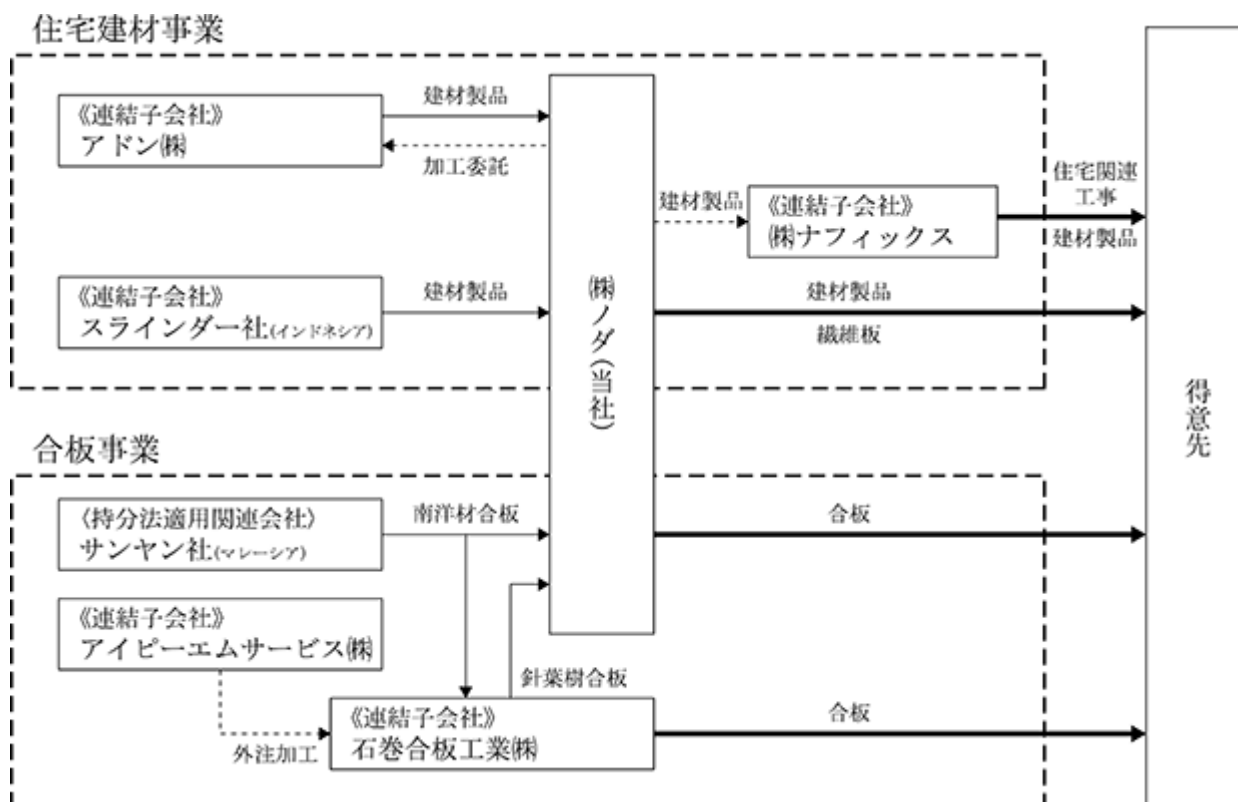 住宅建材事業
《連結子会社》
アドン㈱
建材製品
加工委託
建材製品
《連結子会社》
㈱ナフィックス
住宅関連
工事
建材製品
《連結子会社》
スラインダー社(インドネシア)
建材製品
㈱ノダ(当社)
建材製品
繊維板
得意先
合板事業
〈持分法適用関連会社〉
サンヤン社(マレーシア)
南洋材合板
合板
《連結子会社》
アイピーエムサービス㈱
針葉樹合板
外注加工
《連結子会社》
石巻合板工業㈱
合板